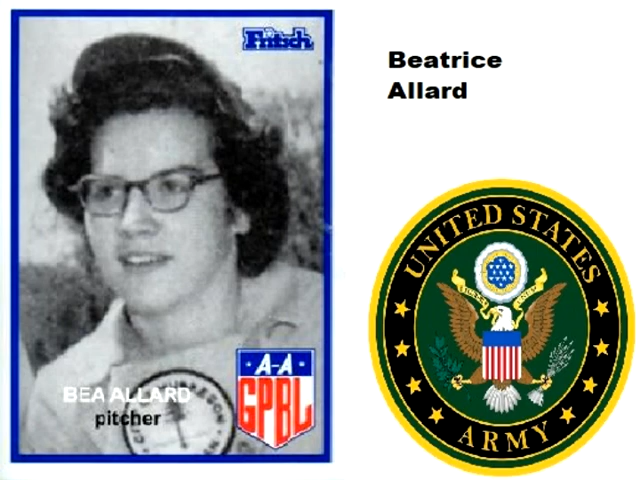 Fritsch
Beatrice
Allard
UNITED STATES
A-A
GPBL
BEA ALLARD
pitcher
ARMY